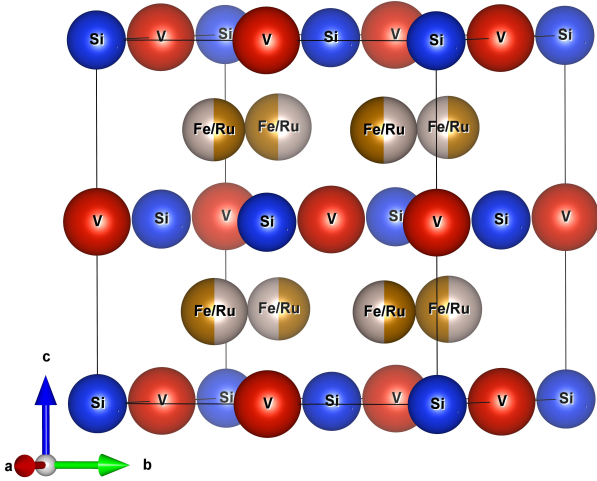 Si V Si V Si V Si V Si
Fe/Ru Fe/Ru Fe/Ru Fe/Ru
V Si V Si V Si V Si V
Fe/Ru Fe/Ru Fe/Ru Fe/Ru
Si V Si V Si V Si V Si
c
a b